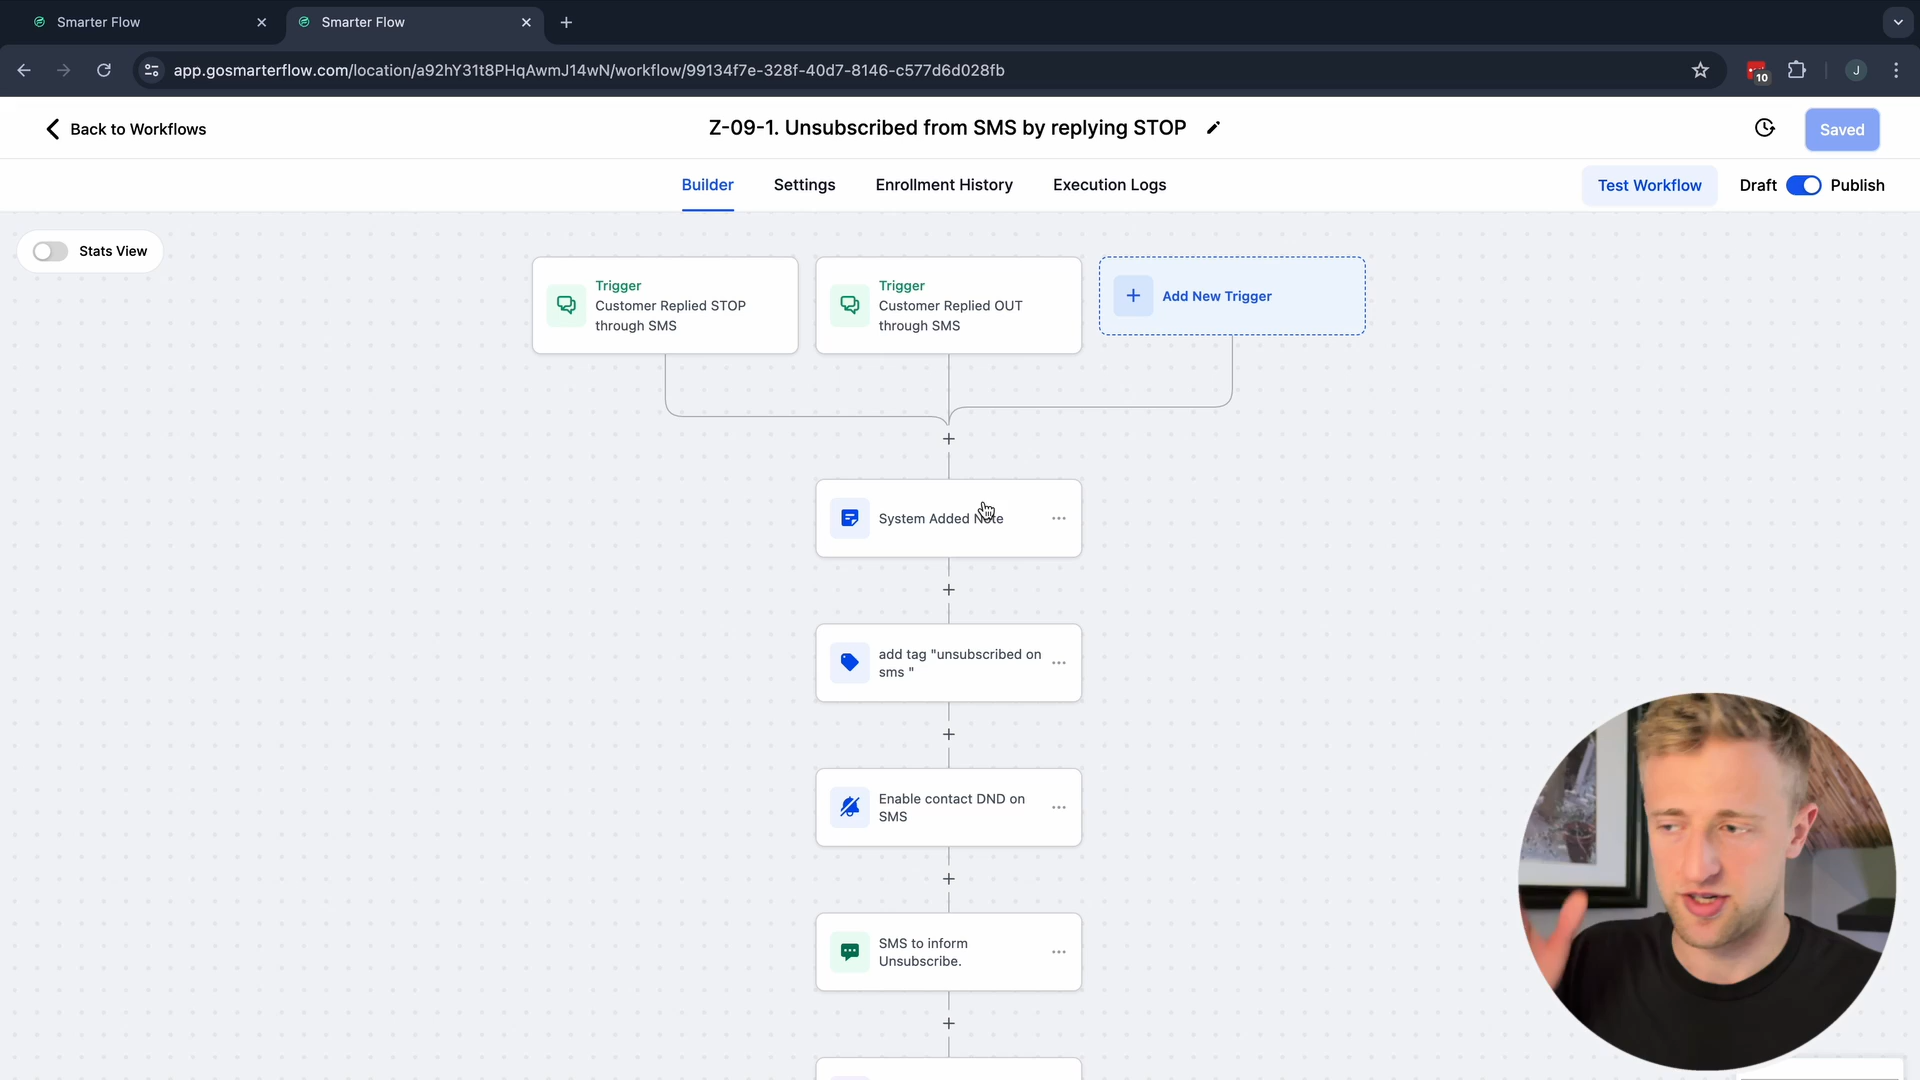 Smarter Flow
Smarter Flow
app.gosmarterflow.com/location/a92hY31t8PHqAwmJ14wN/workflow/99134f7e-328f-40d7-8146-c577d6d028fb
10
J
Back to Workflows
Z-09-1. Unsubscribed from SMS by replying STOP
Saved
Builder
Settings
Enrollment History
Execution Logs
Test Workflow
Draft
Publish
Stats View
Trigger
Customer Replied STOP
through SMS
Trigger
Customer Replied OUT
through SMS
Add New Trigger
System Added Note
add tag "unsubscribed on
sms "
Enable contact DND on
SMS
SMS to inform
Unsubscribe.